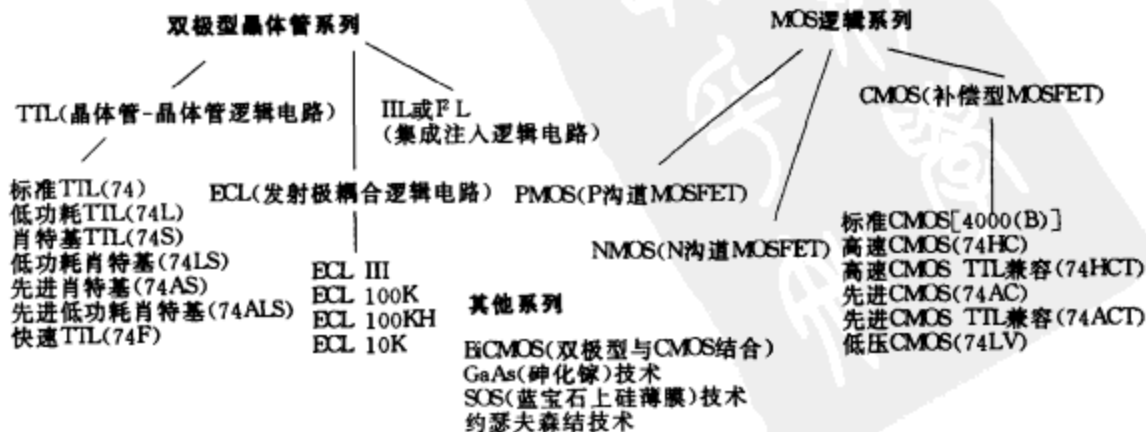 双极型晶体管系列
TTL(晶体管-晶体管逻辑电路)
标准TTL(74)
低功耗TTL(74L)
肖特基TTL(74S)
低功耗肖特基(74LS)
先进肖特基(74AS)
先进低功耗肖特基(74ALS)
快速TTL(74F)
ECL(发射极耦合逻辑电路)
ECL III
ECL 100K
ECL 100KH
ECL 10K
IIL或I²L
(集成注入逻辑电路)
MOS逻辑系列
PMOS(P沟道MOSFET)
NMOS(N沟道MOSFET)
CMOS(补偿型MOSFET)
标准CMOS[4000(B)]
高速CMOS(74HC)
高速CMOS TTL兼容(74HCT)
先进CMOS(74AC)
先进CMOS TTL兼容(74ACT)
低压CMOS(74LV)
其他系列
BiCMOS(双极型与CMOS结合)
GaAs(砷化镓)技术
SOS(蓝宝石上硅薄膜)技术
约瑟夫森结技术